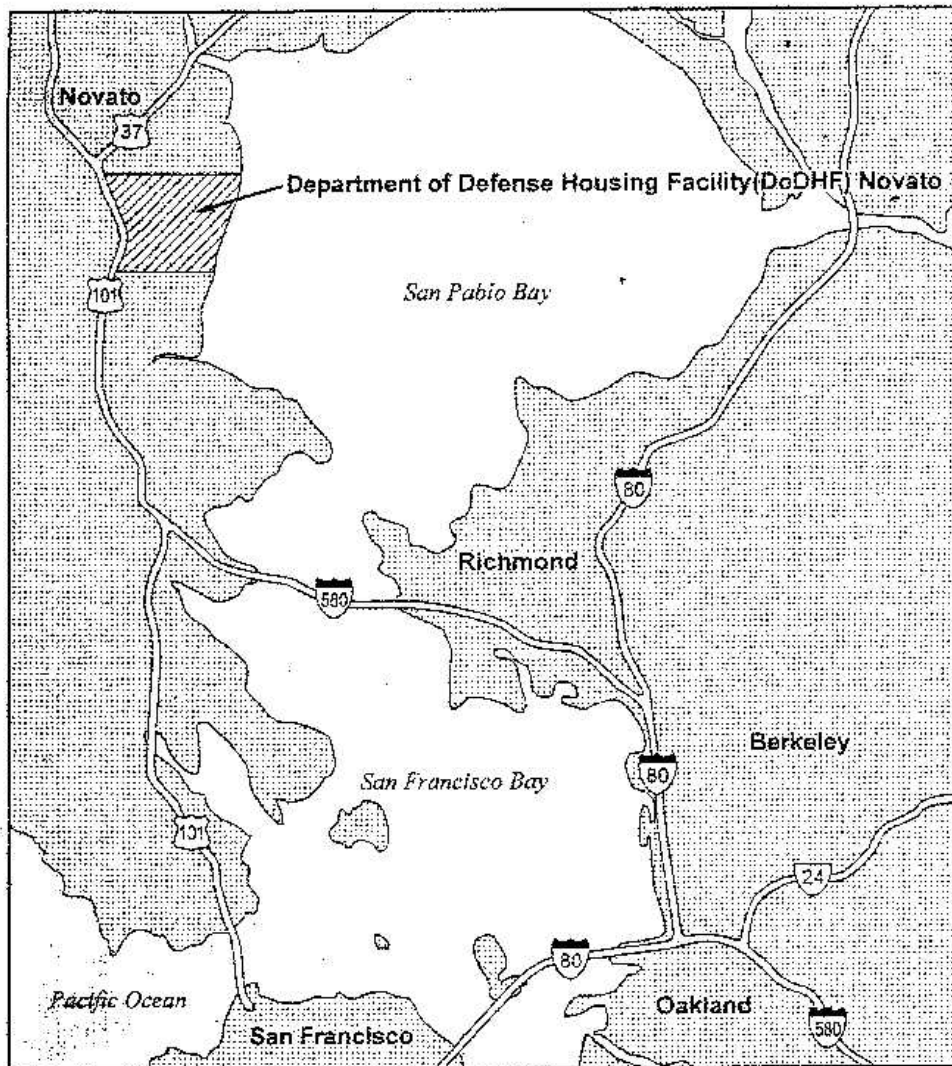 Novato
37
Department of Defense Housing Facility(DoDHF) Novato
101
San Pablo Bay
80
Richmond
580
Berkeley
San Francisco Bay
80
101
24
80
Pacific Ocean
Oakland
San Francisco
580